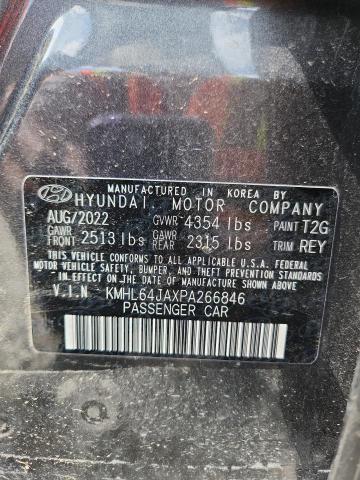 MANUFACTURED IN KOREA BY
HYUNDAI MOTOR COMPANY
AUG/2022 GVWR 4354 lbs PAINT T2G
GAWR FRONT 2513 lbs GAWR REAR 2315 lbs TRIM REY
THIS VEHICLE CONFORMS TO ALL APPLICABLE U.S.A. FEDERAL
MOTOR VEHICLE SAFETY, BUMPER, AND THEFT PREVENTION STANDARDS
IN EFFECT ON THE DATE OF MANUFACTURE SHOWN ABOVE.
V.I.N KMHL64JAXPA266846
PASSENGER CAR